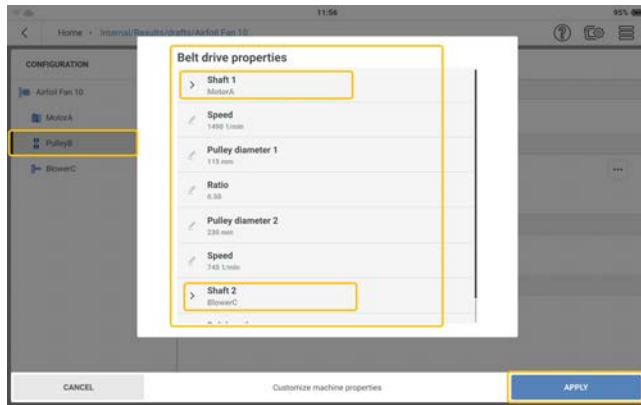 11:56
95%
Home
Internal/Results/drafts/Airfoil Fan 10
CONFIGURATION
Airfoil Fan 10
MotorA
PulleyB
BlowerC
Belt drive properties
Shaft 1
MotorA
Speed
1490 1/min
Pulley diameter 1
115 mm
Ratio
0.50
Pulley diameter 2
230 mm
Speed
745 1/min
Shaft 2
BlowerC
CANCEL
Customize machine properties
APPLY